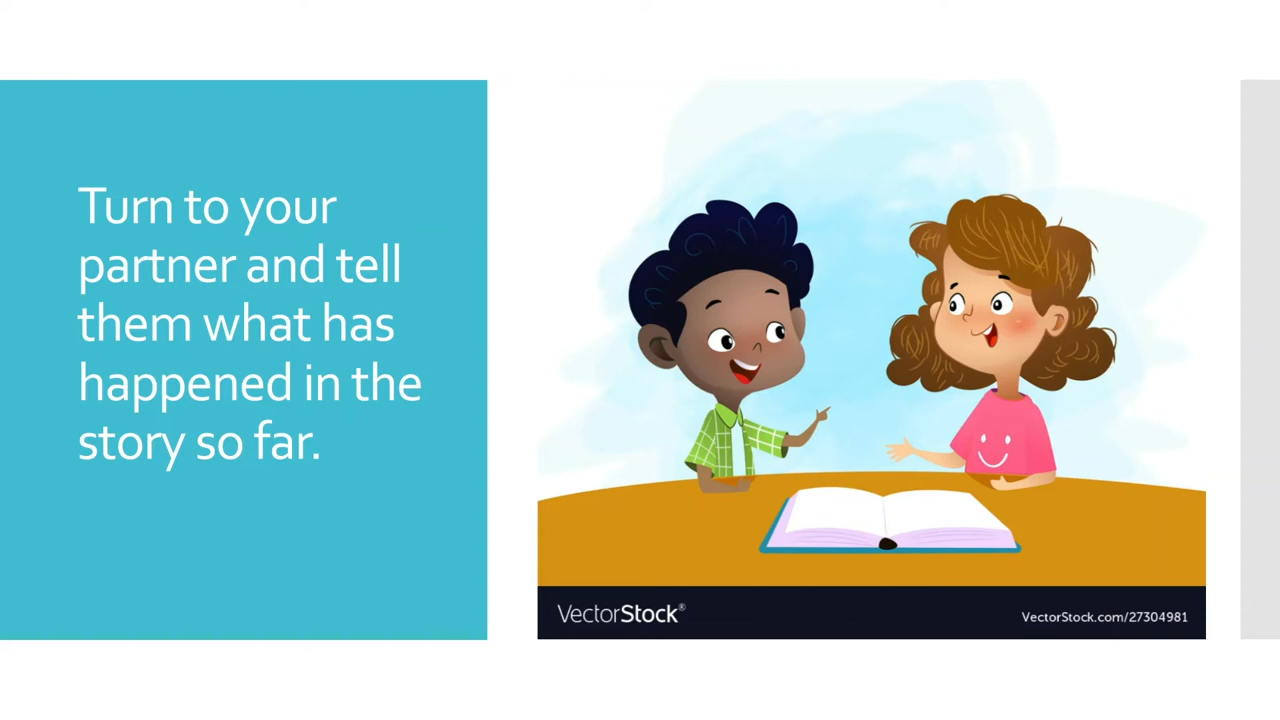 Turn to your
partner and tell
them what has
happened in the
story so far.
VectorStock®
VectorStock.com/27304981